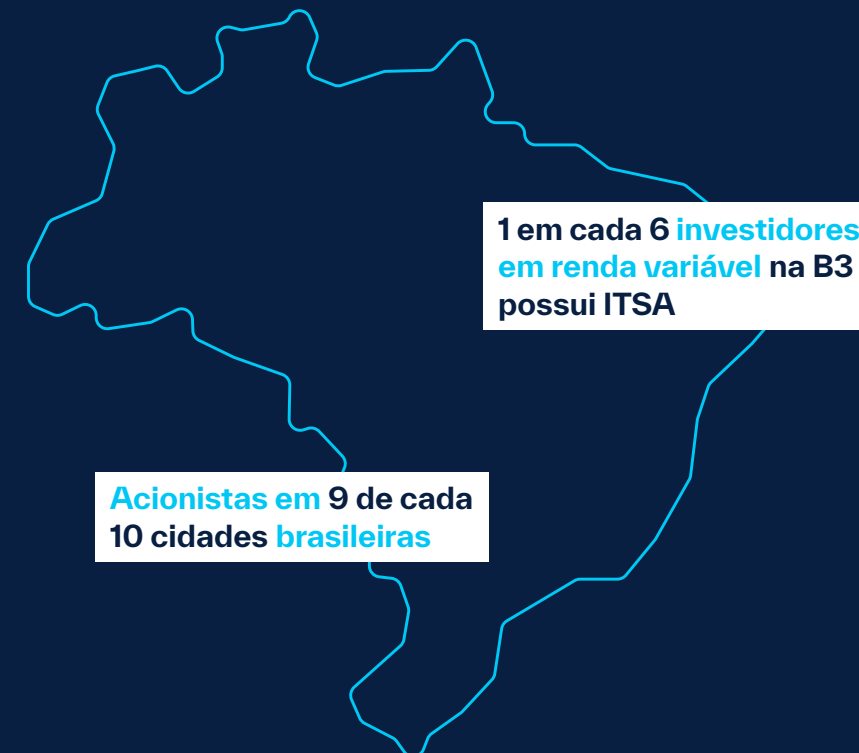 1 em cada 6 investidores
em renda variável na B3
possui ITSA
Acionistas em 9 de cada
10 cidades brasileiras